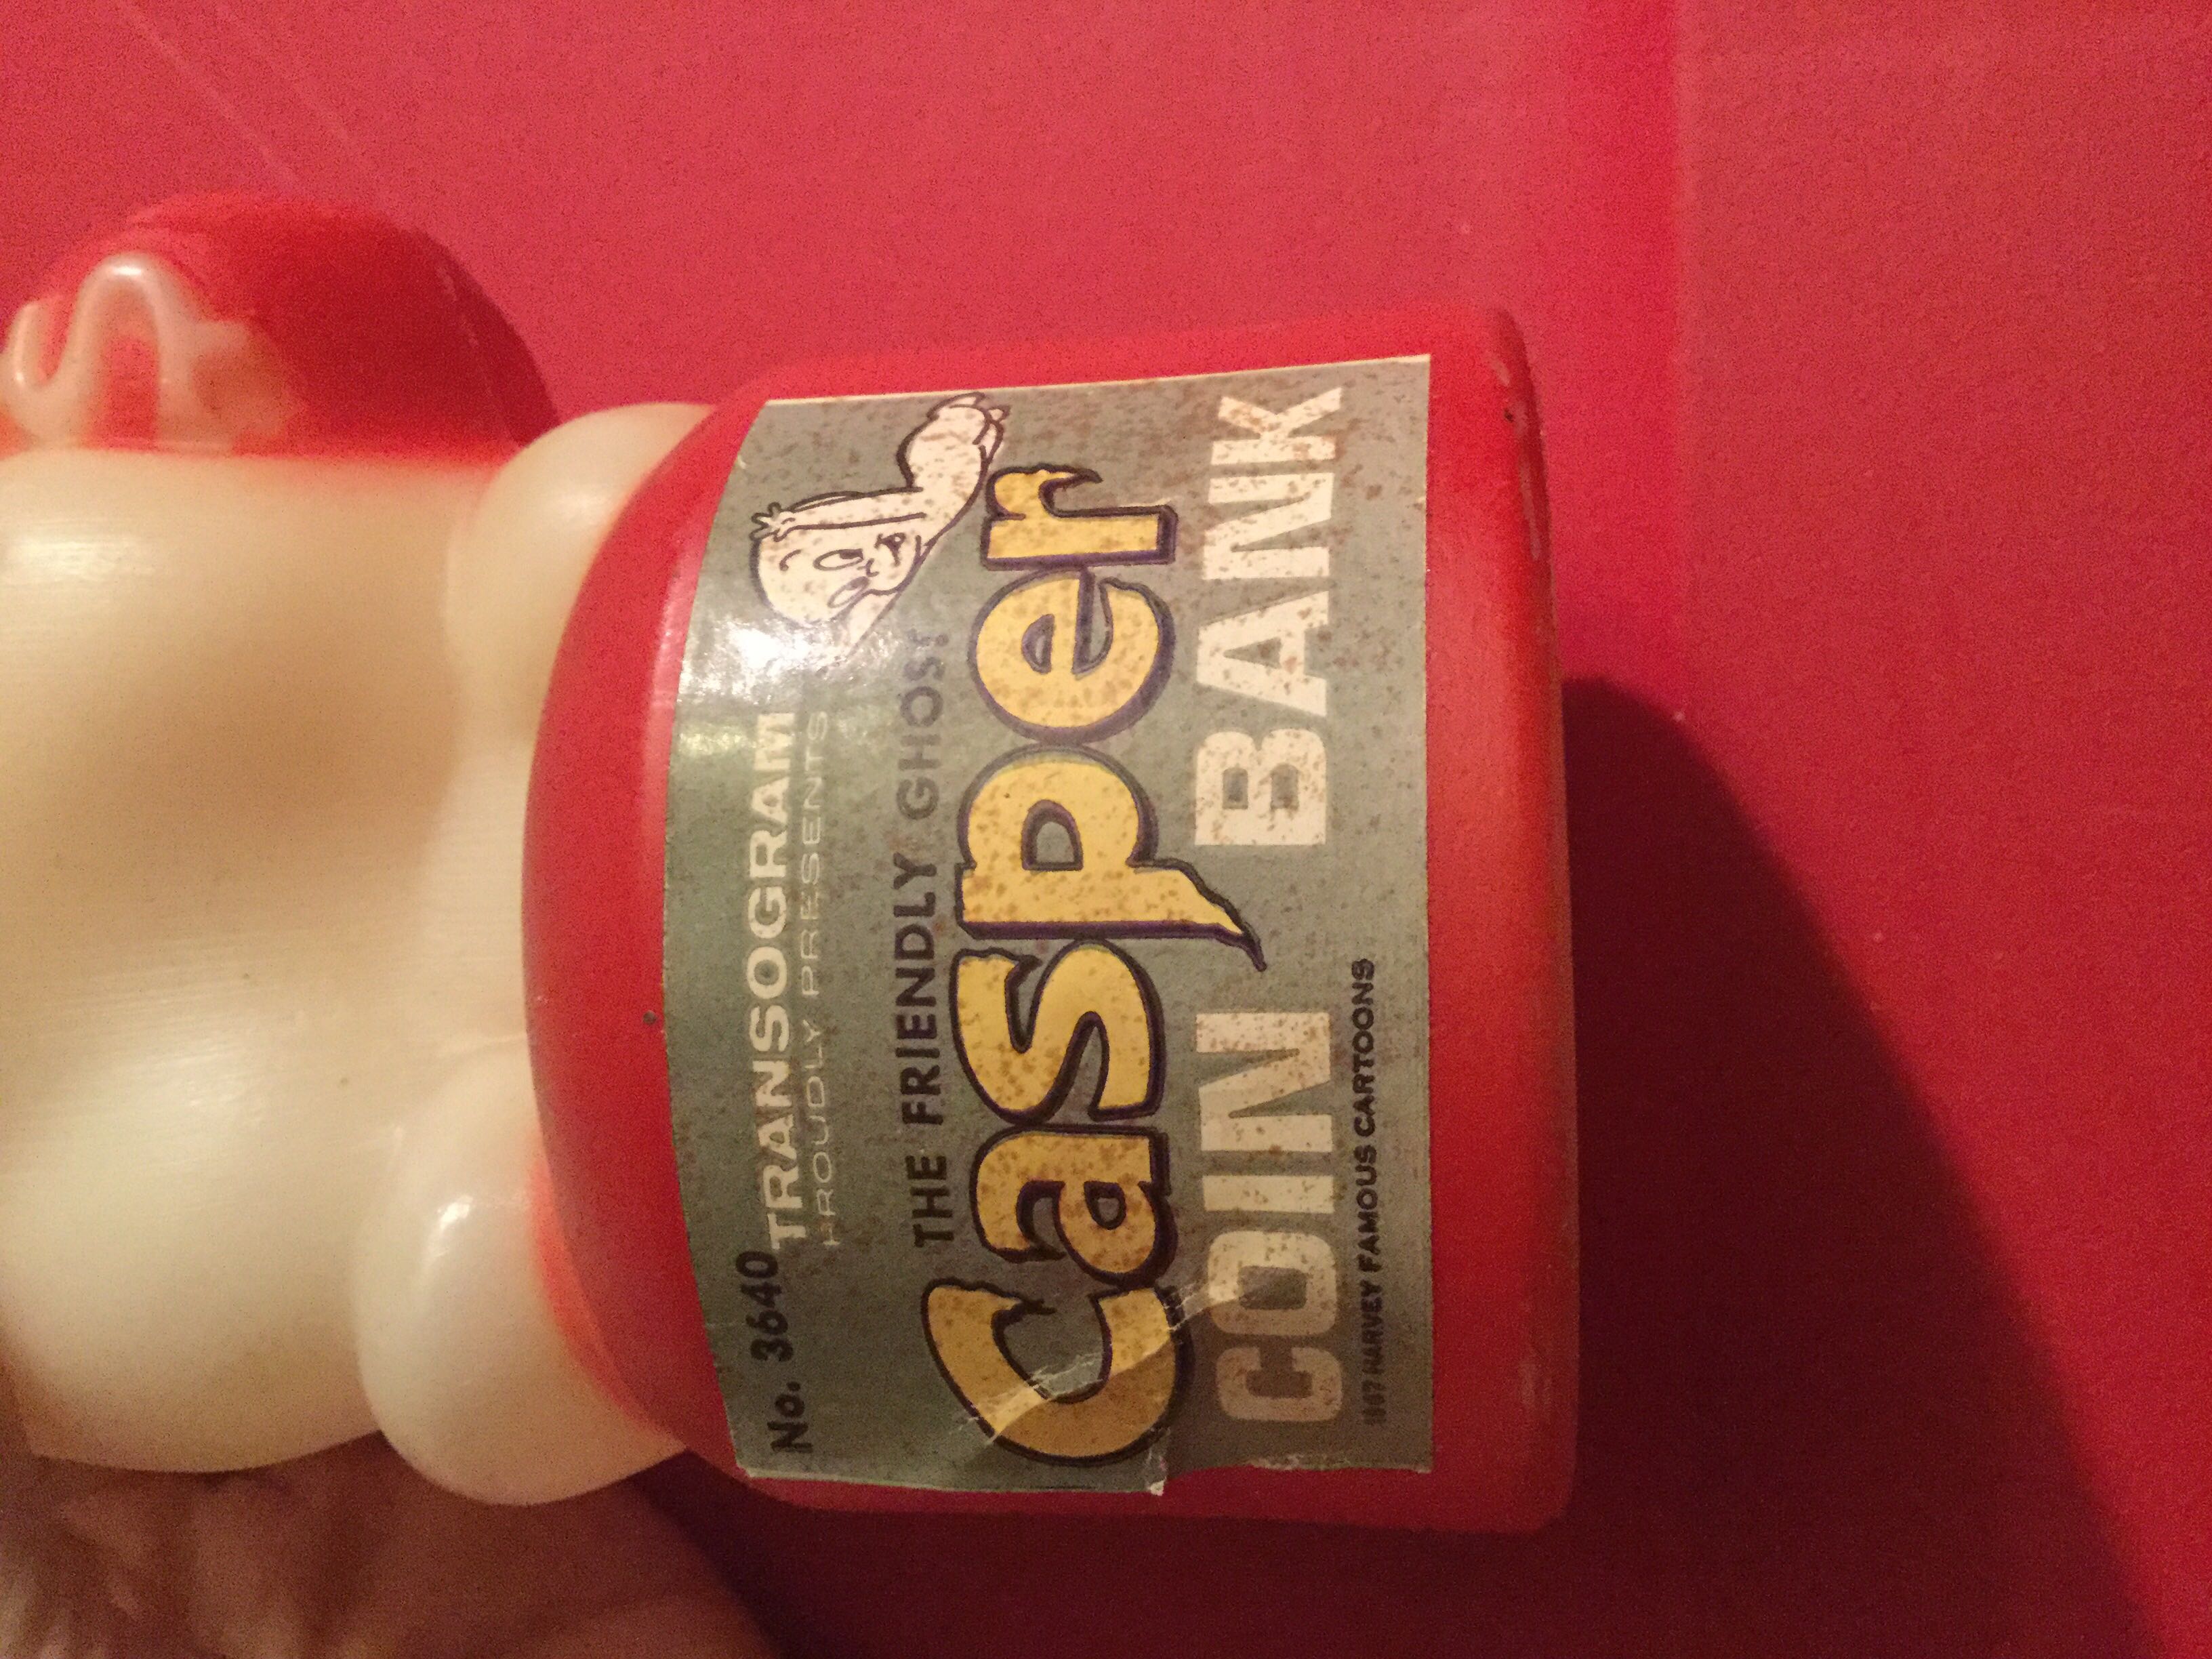 No. 3640
TRANSOGRAM
PROUDLY PRESENTS
THE FRIENDLY GHOST
Casper
COIN BANK
HARVEY FAMOUS CARTOONS
$